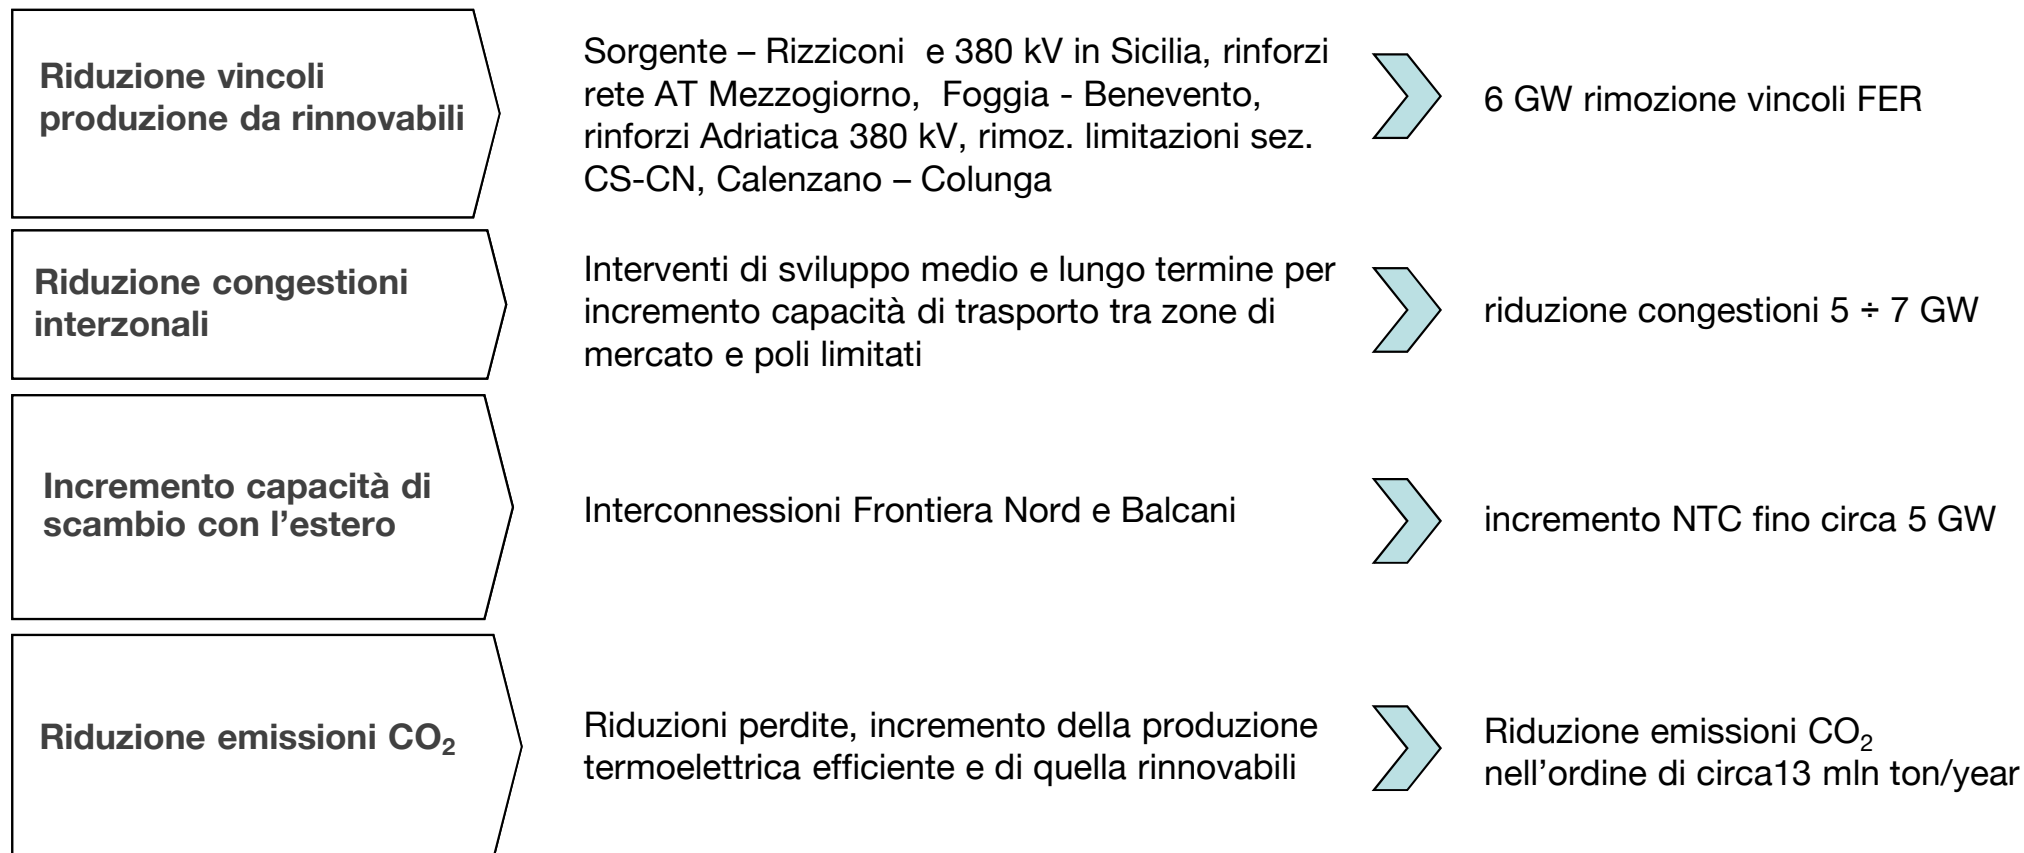 Riduzione vincoli
produzione da rinnovabili
Sorgente – Rizziconi  e 380 kV in Sicilia, rinforzi
rete AT Mezzogiorno,  Foggia - Benevento,
rinforzi Adriatica 380 kV, rimoz. limitazioni sez.
CS-CN, Calenzano – Colunga
6 GW rimozione vincoli FER
Riduzione congestioni
interzonali
Interventi di sviluppo medio e lungo termine per
incremento capacità di trasporto tra zone di
mercato e poli limitati
riduzione congestioni 5 ÷ 7 GW
Incremento capacità di
scambio con l’estero
Interconnessioni Frontiera Nord e Balcani
incremento NTC fino circa 5 GW
Riduzione emissioni CO₂
Riduzioni perdite, incremento della produzione
termoelettrica efficiente e di quella rinnovabili
Riduzione emissioni CO₂
nell’ordine di circa13 mln ton/year